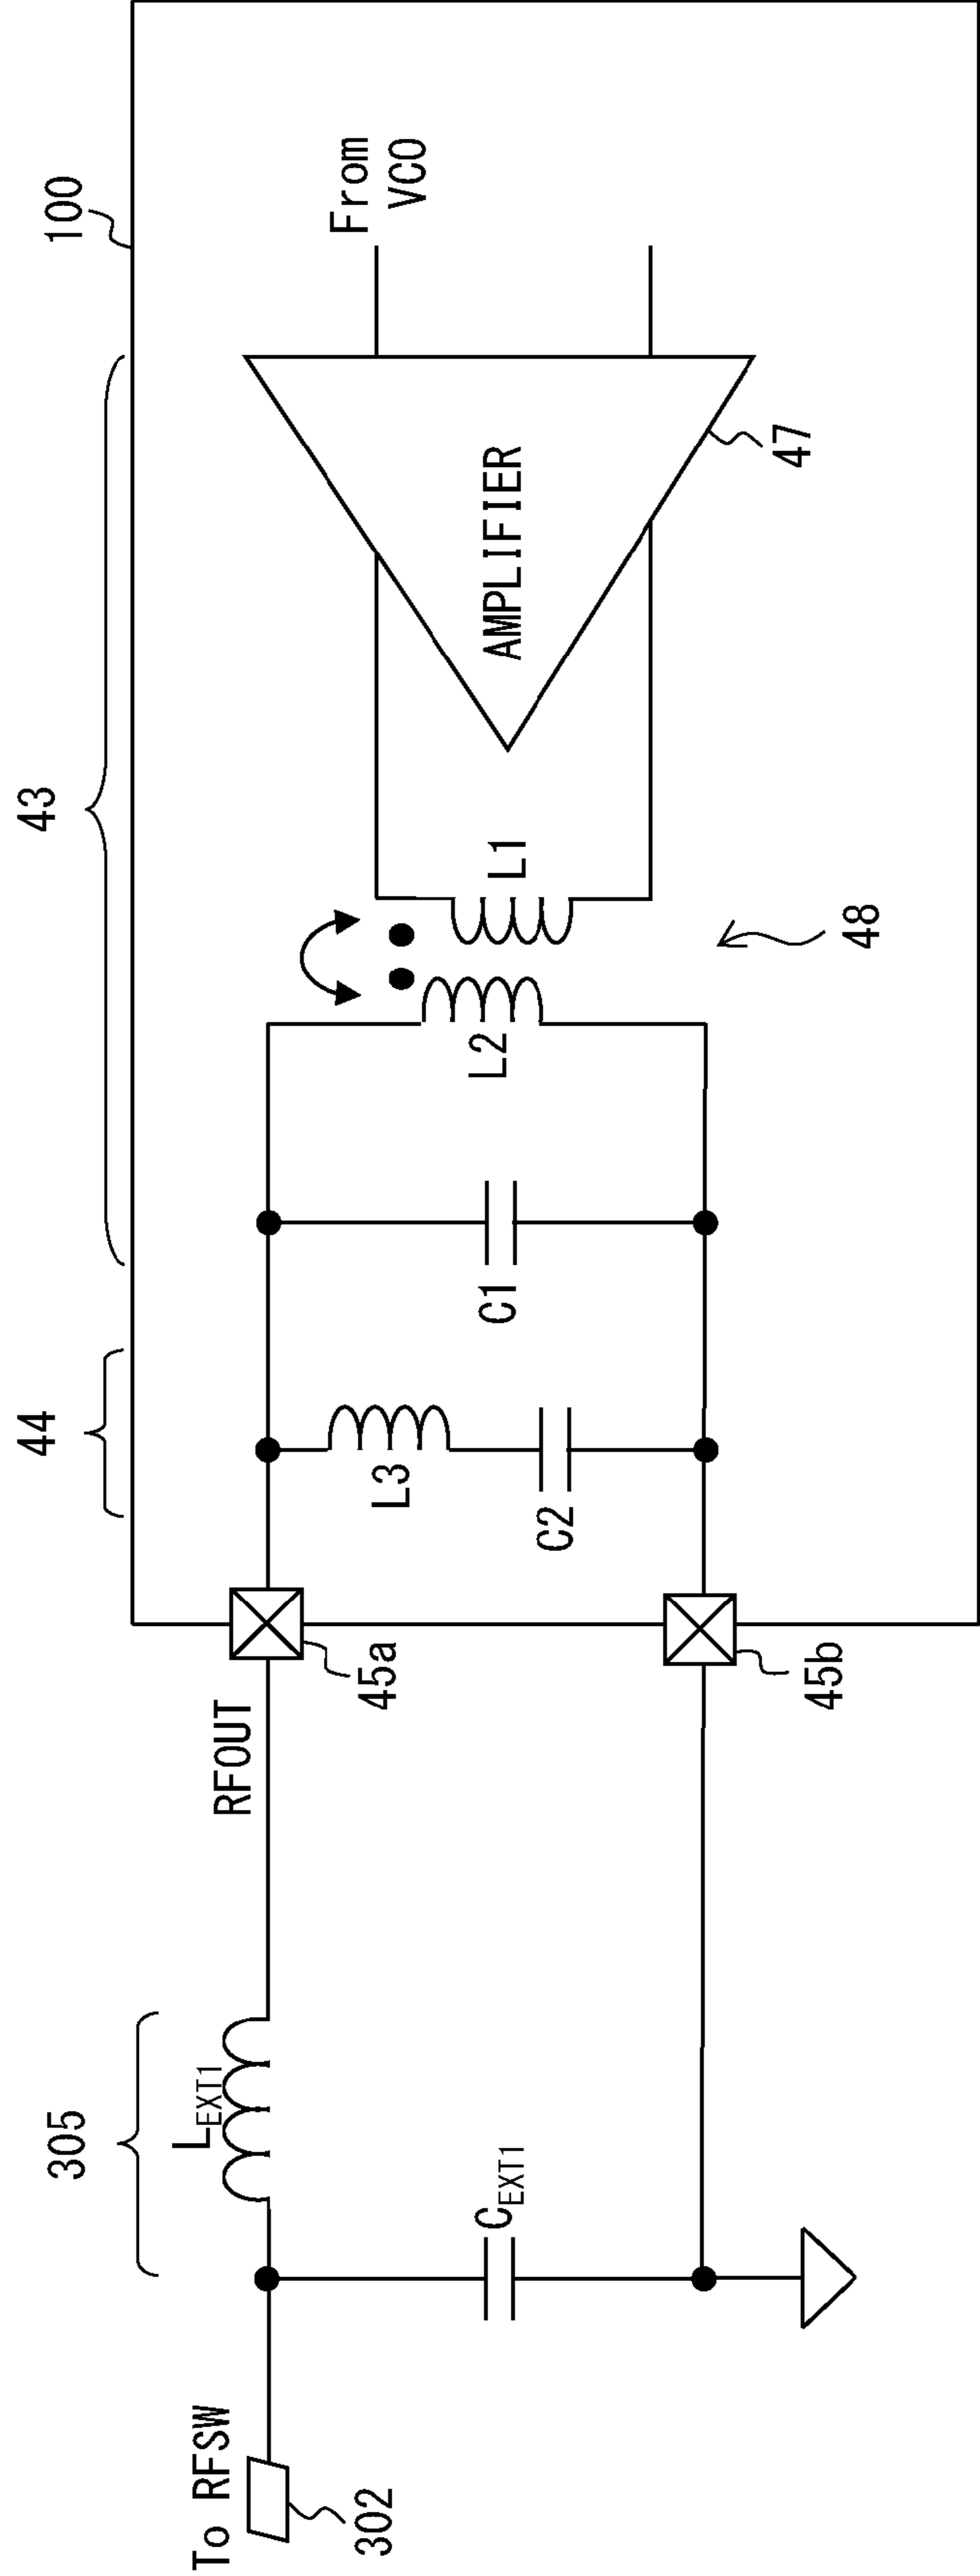 100
43
44
305
From
VCO
AMPLIFIER
47
L1
L2
48
C1
L3
C2
45a
45b
RFOUT
LEXT1
CEXT1
To RFSW
302